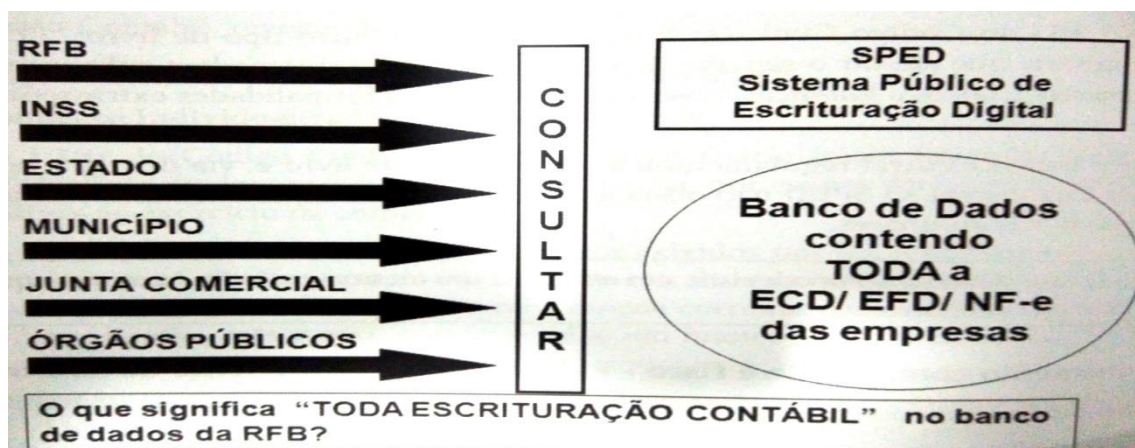 RFB
INSS
ESTADO
MUNICÍPIO
JUNTA COMERCIAL
ÓRGÃOS PÚBLICOS
CONSULTAR
SPED
Sistema Público de
Escrituração Digital
Banco de Dados
contendo
TODA a
ECD/ EFD/ NF-e
das empresas
O que significa "TODA ESCRITURAÇÃO CONTÁBIL" no banco
de dados da RFB?